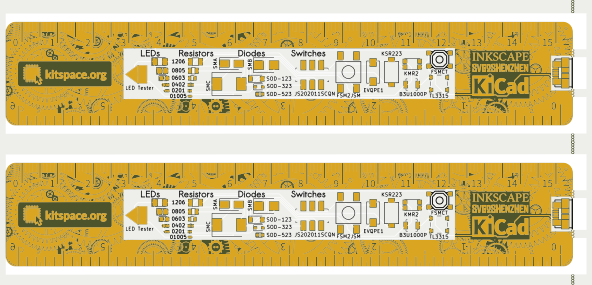 LEDs Resistors Diodes Switches
1206
0805
0603
0402
0201
01005
LED Tester
SMA SMB
SMC
SOD-123
SOD-323
SOD-523
KSR223
KMR2
FSMCT
JS202011SCQN FSM2JSM EVQPE1 B3U1000P TL3315
kitspace.org
INKSCAPE
SVG2SHENZHEN
KiCad
LEDs Resistors Diodes Switches
1206
0805
0603
0402
0201
01005
LED Tester
SMA SMB
SMC
SOD-123
SOD-323
SOD-523
KSR223
KMR2
FSMCT
JS202011SCQN FSM2JSM EVQPE1 B3U1000P TL3315
kitspace.org
INKSCAPE
SVG2SHENZHEN
KiCad